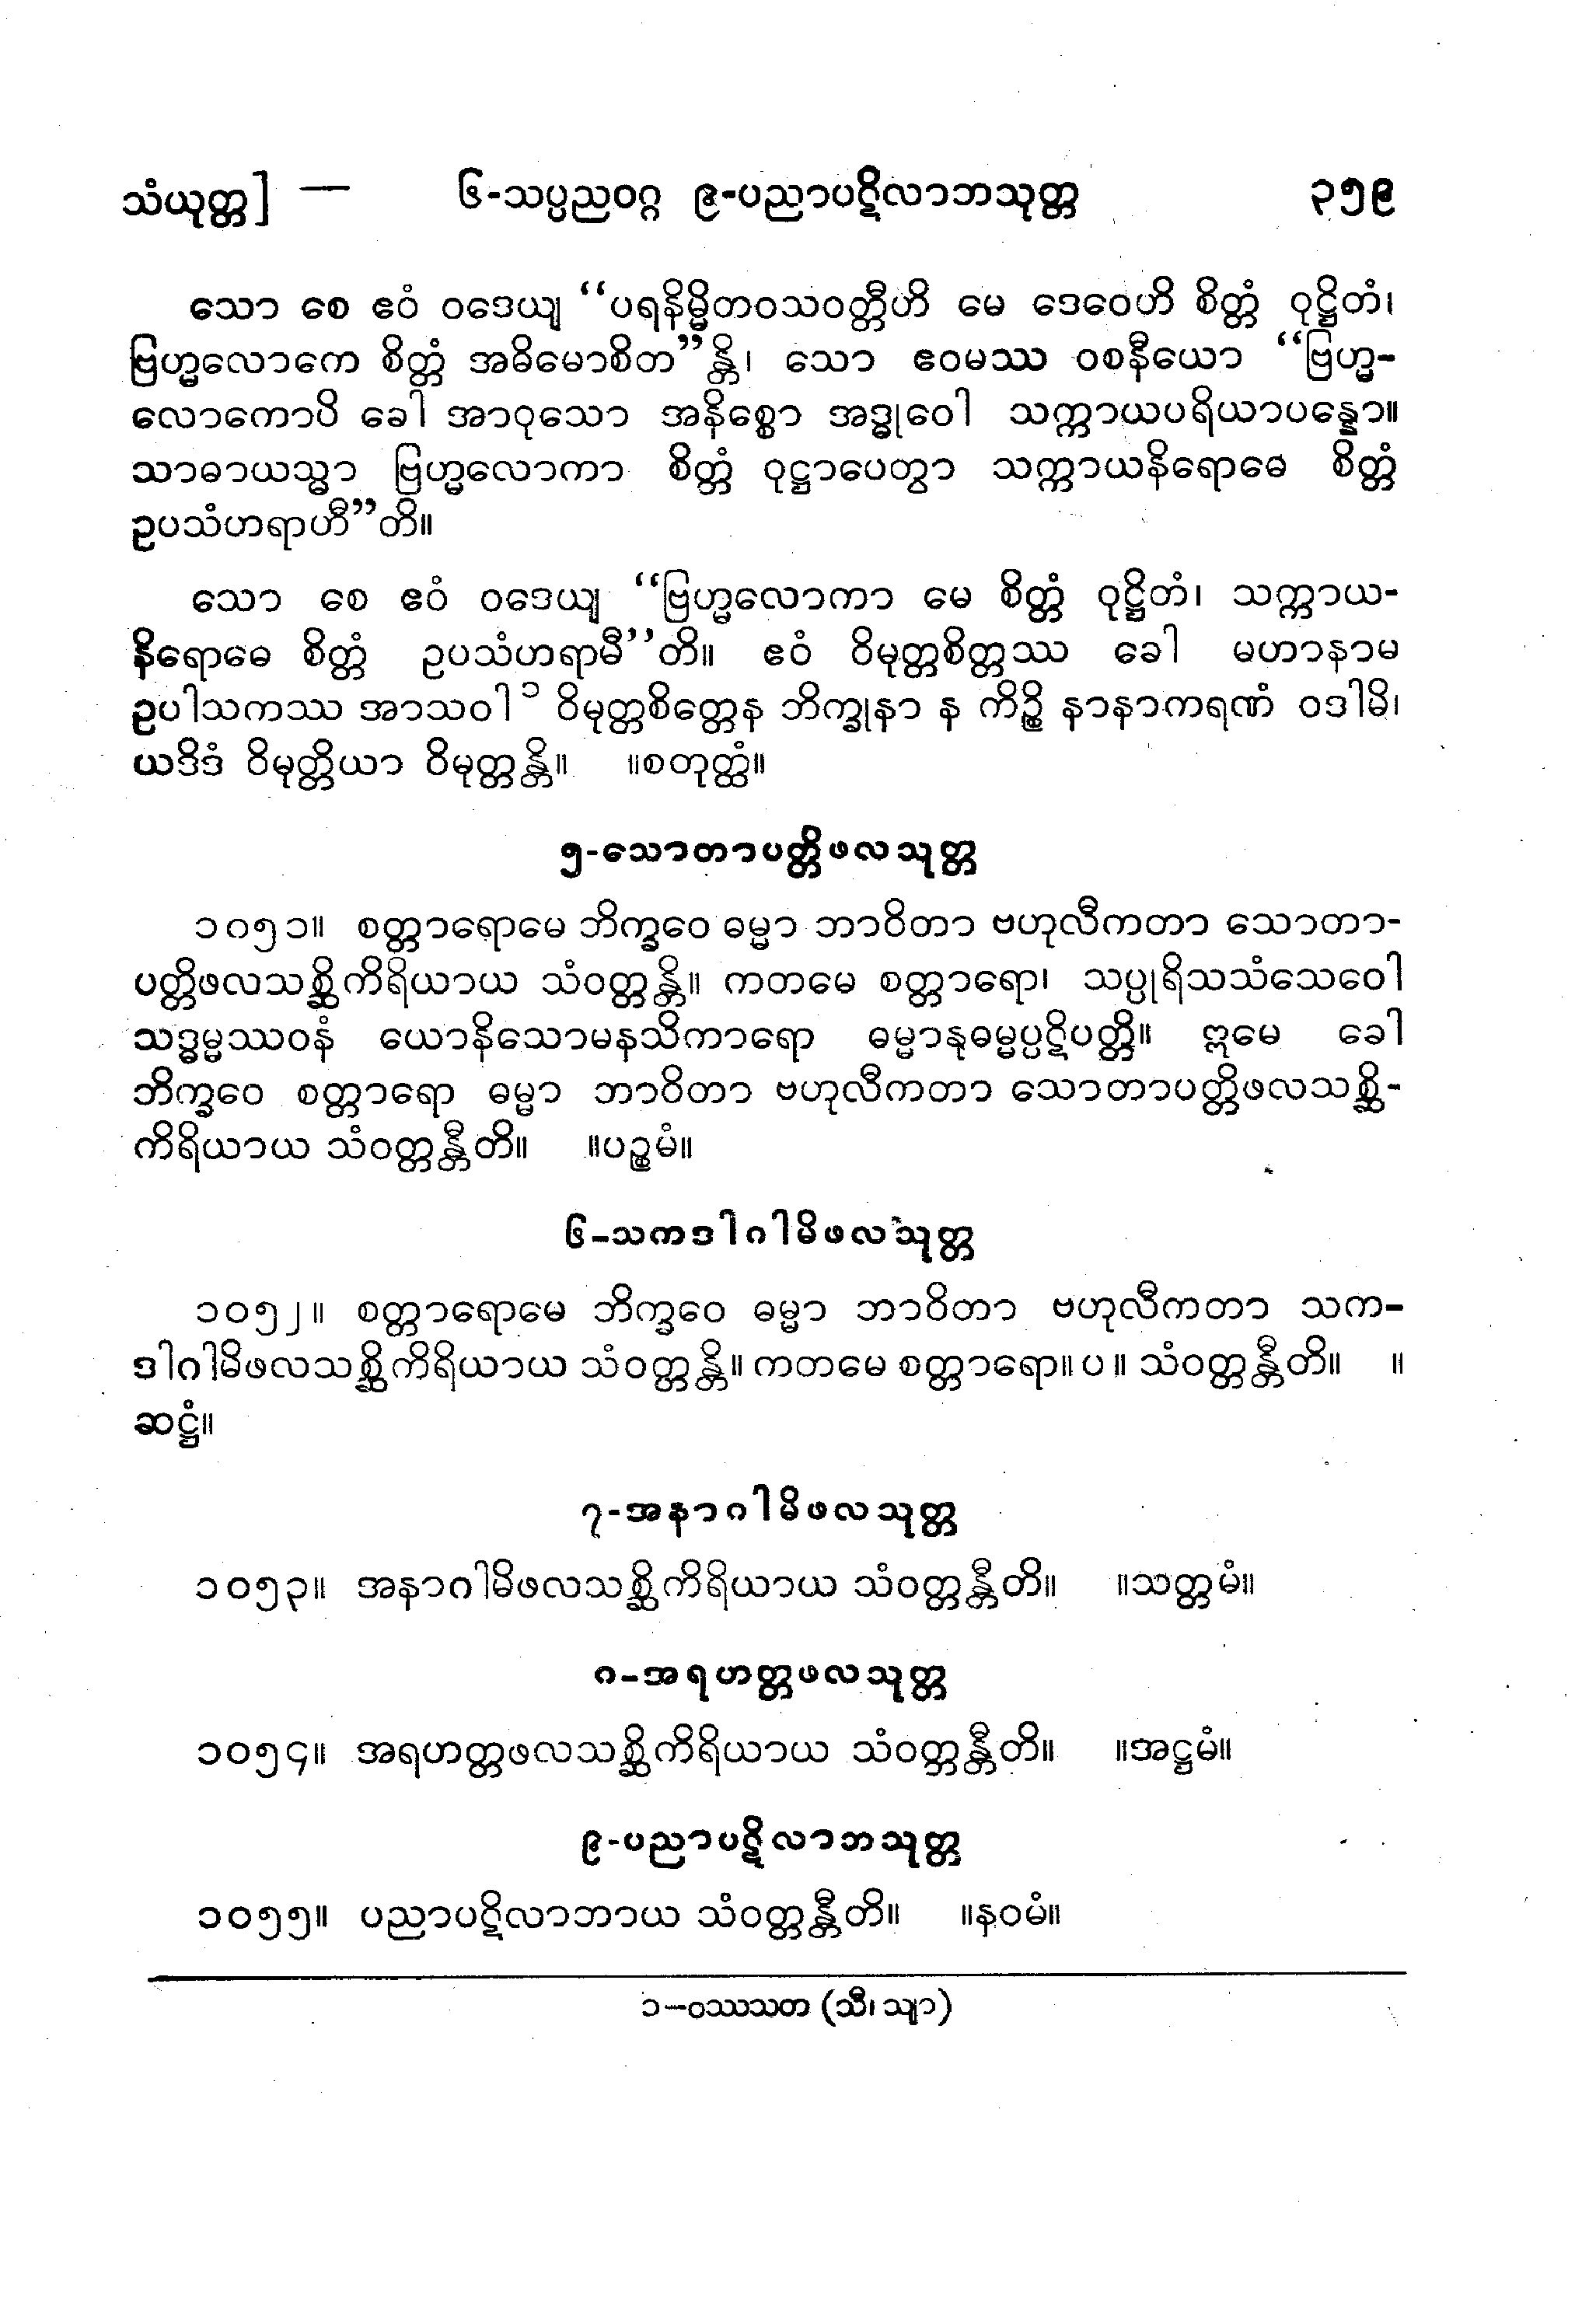 သံယုတ္တ] — ၆-သပ္ပညဝဂ္ဂ ၉-ပညာပဋိလာဘသုတ္တ ၃၅၉
သော စေ ဧဝံ ဝဒေယျ “ပရနိမ္မိတဝသဝတ္တီဟိ မေ ဒေဝေဟိ စိတ္တံ ဝုဋ္ဌိတံ၊
ဗြဟ္မလောကေ စိတ္တံ အဓိမောစိတ”န္တိ၊ သော ဧဝမဿ ဝစနီယော “ဗြဟ္မ-
လောကောပိ ခေါ အာဝုသော အနိစ္စော အဒ္ဓုဝေါ သက္ကာယပရိယာပန္နော။
သာဓာယသ္မာ ဗြဟ္မလောကာ စိတ္တံ ဝုဋ္ဌာပေတွာ သက္ကာယနိရောဓေ စိတ္တံ
ဥပသံဟရာဟီ”တိ။
သော စေ ဧဝံ ဝဒေယျ “ဗြဟ္မလောကာ မေ စိတ္တံ ဝုဋ္ဌိတံ၊ သက္ကာယ-
နိရောဓေ စိတ္တံ ဥပသံဟရာမီ”တိ။ ဧဝံ ဝိမုတ္တစိတ္တဿ ခေါ မဟာနာမ
ဥပါသကဿ အာသဝါ ၁ ဝိမုတ္တစိတ္တေန ဘိက္ခုနာ န ကိဉ္စိ နာနာကရဏံ ဝဒါမိ၊
ယဒိဒံ ဝိမုတ္တိယာ ဝိမုတ္တန္တိ။ ။စတုတ္ထံ။
၅-သောတာပတ္တိဖလသုတ္တ
၁၀၅၁။ စတ္တာရောမေ ဘိက္ခဝေ ဓမ္မာ ဘာဝိတာ ဗဟုလီကတာ သောတာ-
ပတ္တိဖလသစ္ဆိကိရိယာယ သံဝတ္တန္တိ။ ကတမေ စတ္တာရော၊ သပ္ပုရိသသံသေဝေါ
သဒ္ဓမ္မဿဝနံ ယောနိသောမနသိကာရော ဓမ္မာနုဓမ္မပ္ပဋိပတ္တိ။ ဣမေ ခေါ
ဘိက္ခဝေ စတ္တာရော ဓမ္မာ ဘာဝိတာ ဗဟုလီကတာ သောတာပတ္တိဖလသစ္ဆိ-
ကိရိယာယ သံဝတ္တန္တီတိ။ ။ပဉ္စမံ။
၆-သကဒါဂါမိဖလသုတ္တ
၁၀၅၂။ စတ္တာရောမေ ဘိက္ခဝေ ဓမ္မာ ဘာဝိတာ ဗဟုလီကတာ သက-
ဒါဂါမိဖလသစ္ဆိကိရိယာယ သံဝတ္တန္တိ။ ကတမေ စတ္တာရော။ ပ ။ သံဝတ္တန္တီတိ။ ။
ဆဋ္ဌံ။
၇-အနာဂါမိဖလသုတ္တ
၁၀၅၃။ အနာဂါမိဖလသစ္ဆိကိရိယာယ သံဝတ္တန္တီတိ။ ။သတ္တမံ။
၈-အရဟတ္တဖလသုတ္တ
၁၀၅၄။ အရဟတ္တဖလသစ္ဆိကိရိယာယ သံဝတ္တန္တီတိ။ ။အဋ္ဌမံ။
၉-ပညာပဋိလာဘသုတ္တ
၁၀၅၅။ ပညာပဋိလာဘာယ သံဝတ္တန္တီတိ။ ။နဝမံ။
၁—ဝဿသတ (သီ၊ သျာ)